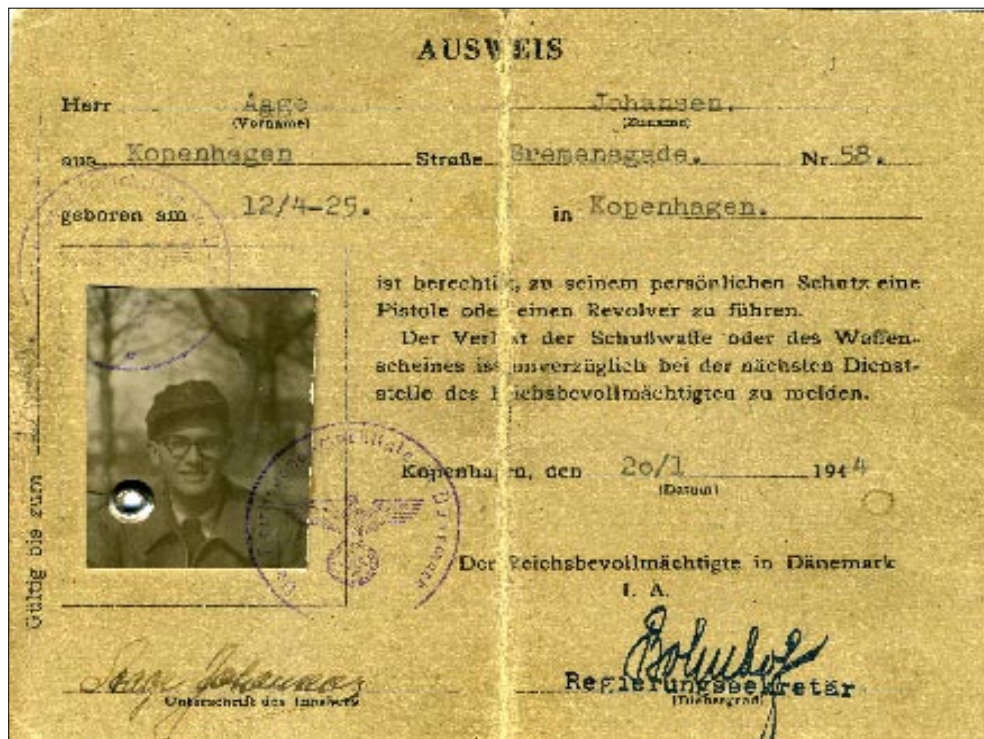 AUSWEIS
Herr Aage Johansen.
(Vorname) (Zuname)
aus Kopenhagen Straße Bremensgade. Nr. 58.
geboren am 12/4-25. in Kopenhagen.
ist berechtigt, zu seinem persönlichen Schutz eine
Pistole oder einen Revolver zu führen.
Der Verlust der Schußwaffe oder des Waffen-
scheines ist unverzüglich bei der nächsten Dienst-
stelle des Reichsbevollmächtigten zu melden.
Kopenhagen, den 20/1 1944
(Datum)
Der Reichsbevollmächtigte in Dänemark
I. A.
Regierungssekretär
(Dienstgrad)
Aage Johansen
Unterschrift des Inhabers
Gültig bis zum